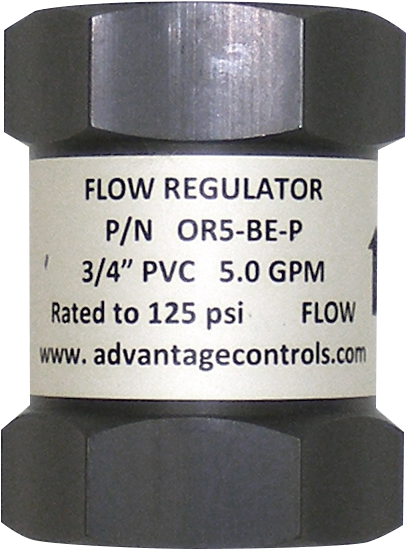 FLOW REGULATOR
P/N OR5-BE-P
3/4” PVC 5.0 GPM
Rated to 125 psi FLOW
www. advantagecontrols.com